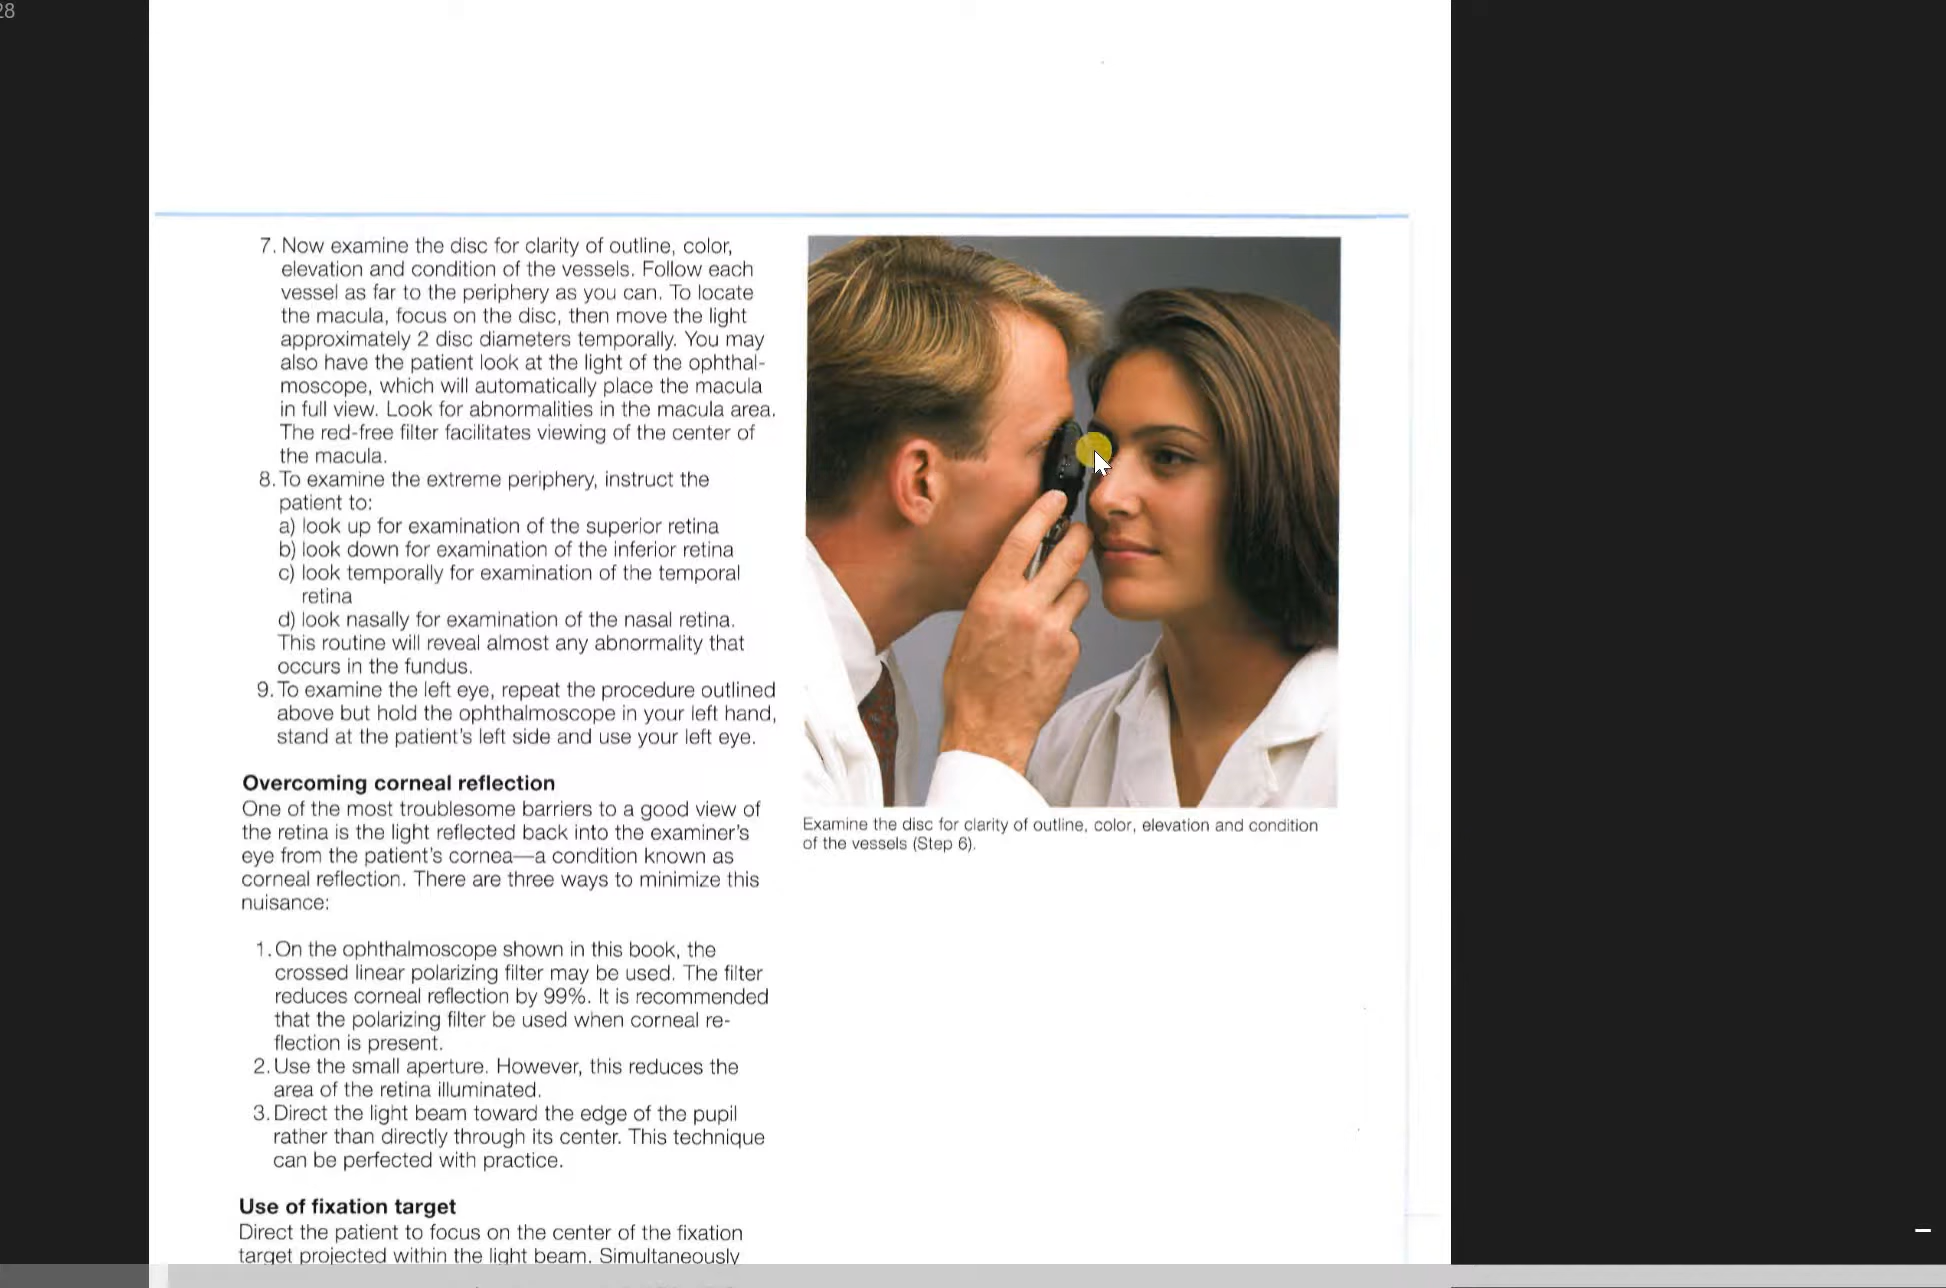 28
7. Now examine the disc for clarity of outline, color,
elevation and condition of the vessels. Follow each
vessel as far to the periphery as you can. To locate
the macula, focus on the disc, then move the light
approximately 2 disc diameters temporally. You may
also have the patient look at the light of the ophthal-
moscope, which will automatically place the macula
in full view. Look for abnormalities in the macula area.
The red-free filter facilitates viewing of the center of
the macula.
8. To examine the extreme periphery, instruct the
patient to:
a) look up for examination of the superior retina
b) look down for examination of the inferior retina
c) look temporally for examination of the temporal
retina
d) look nasally for examination of the nasal retina.
This routine will reveal almost any abnormality that
occurs in the fundus.
9. To examine the left eye, repeat the procedure outlined
above but hold the ophthalmoscope in your left hand,
stand at the patient's left side and use your left eye.
Overcoming corneal reflection
One of the most troublesome barriers to a good view of
the retina is the light reflected back into the examiner's
eye from the patient's cornea—a condition known as
corneal reflection. There are three ways to minimize this
nuisance:
1. On the ophthalmoscope shown in this book, the
crossed linear polarizing filter may be used. The filter
reduces corneal reflection by 99%. It is recommended
that the polarizing filter be used when corneal re-
flection is present.
2. Use the small aperture. However, this reduces the
area of the retina illuminated.
3. Direct the light beam toward the edge of the pupil
rather than directly through its center. This technique
can be perfected with practice.
Use of fixation target
Direct the patient to focus on the center of the fixation
target projected within the light beam. Simultaneously
Examine the disc for clarity of outline, color, elevation and condition
of the vessels (Step 6).